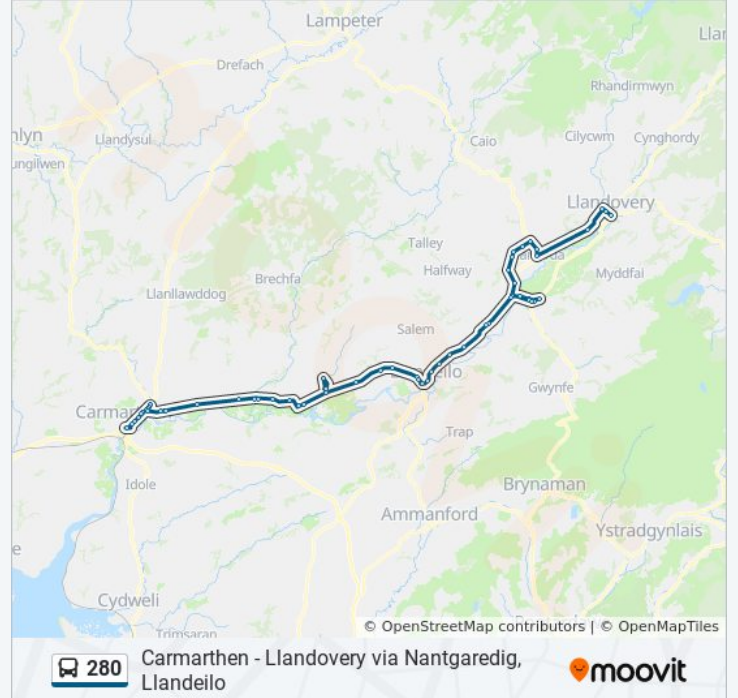 Lampeter
Llan
Drefach
Rhandirmwyn
Llandysul
Caio
Cilycwm
Cynghordy
Llandovery
Talley
Halfway
Myddfai
Brechfa
Llanllawddog
Salem
Gwynfe
Trap
Idole
Brynaman
Ammanford
Ystradgynlais
Cydweli
Trimsaran
© OpenStreetMap contributors | © OpenMapTiles
280
Carmarthen - Llandovery via Nantgaredig,
Llandeilo
moovit